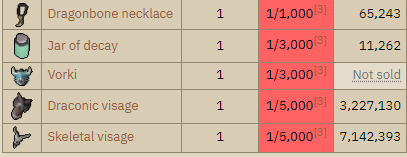 Dragonbone necklace 1 1/1,000[3] 65,243
Jar of decay 1 1/3,000[3] 11,262
Vorki 1 1/3,000[3] Not sold
Draconic visage 1 1/5,000[3] 3,227,130
Skeletal visage 1 1/5,000[3] 7,142,393